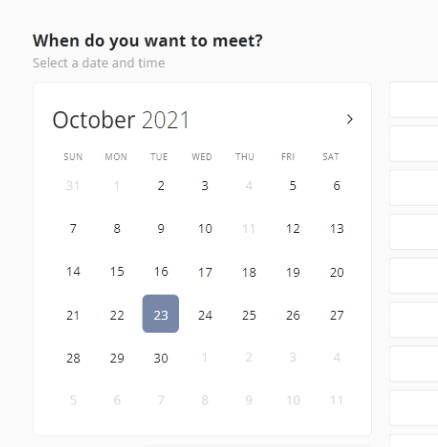 When do you want to meet?
Select a date and time
October 2021
SUN MON TUE WED THU FRI SAT
31 1 2 3 4 5 6
7 8 9 10 11 12 13
14 15 16 17 18 19 20
21 22 23 24 25 26 27
28 29 30 1 2 3 4
5 6 7 8 9 10 11